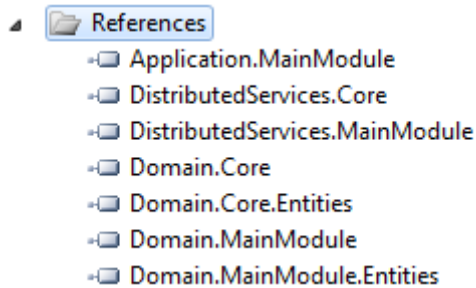 References
Application.MainModule
DistributedServices.Core
DistributedServices.MainModule
Domain.Core
Domain.Core.Entities
Domain.MainModule
Domain.MainModule.Entities